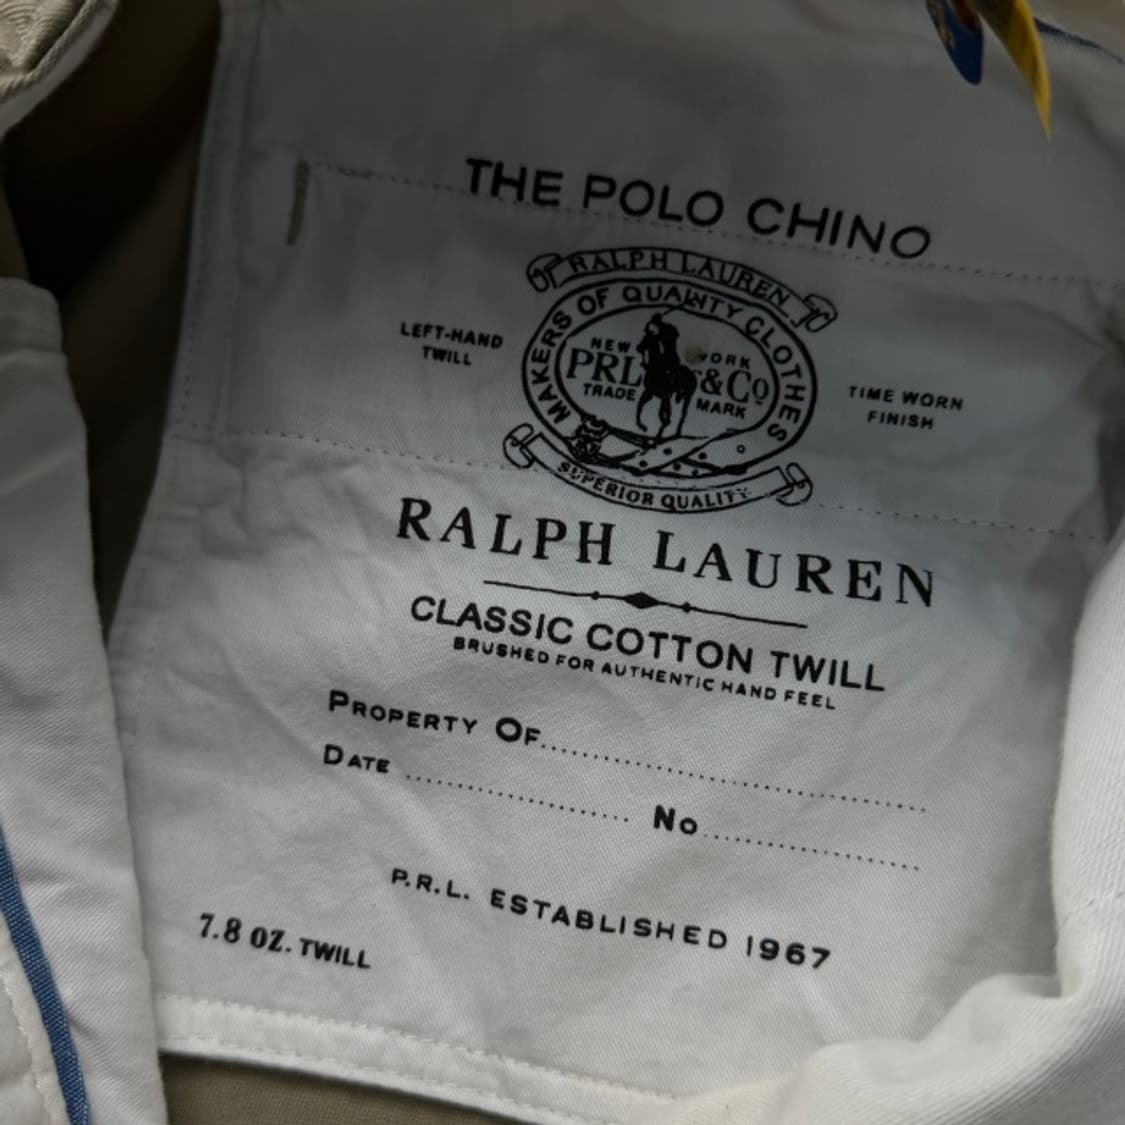 THE POLO CHINO
RALPH LAUREN
MAKERS OF QUALITY CLOTHES
LEFT-HAND
TWILL
NEW YORK
PRL &Co
TRADE MARK
TIME WORN
FINISH
SUPERIOR QUALITY
RALPH LAUREN
CLASSIC COTTON TWILL
BRUSHED FOR AUTHENTIC HAND FEEL
PROPERTY OF
DATE No
P.R.L. ESTABLISHED 1967
7.8 OZ. TWILL